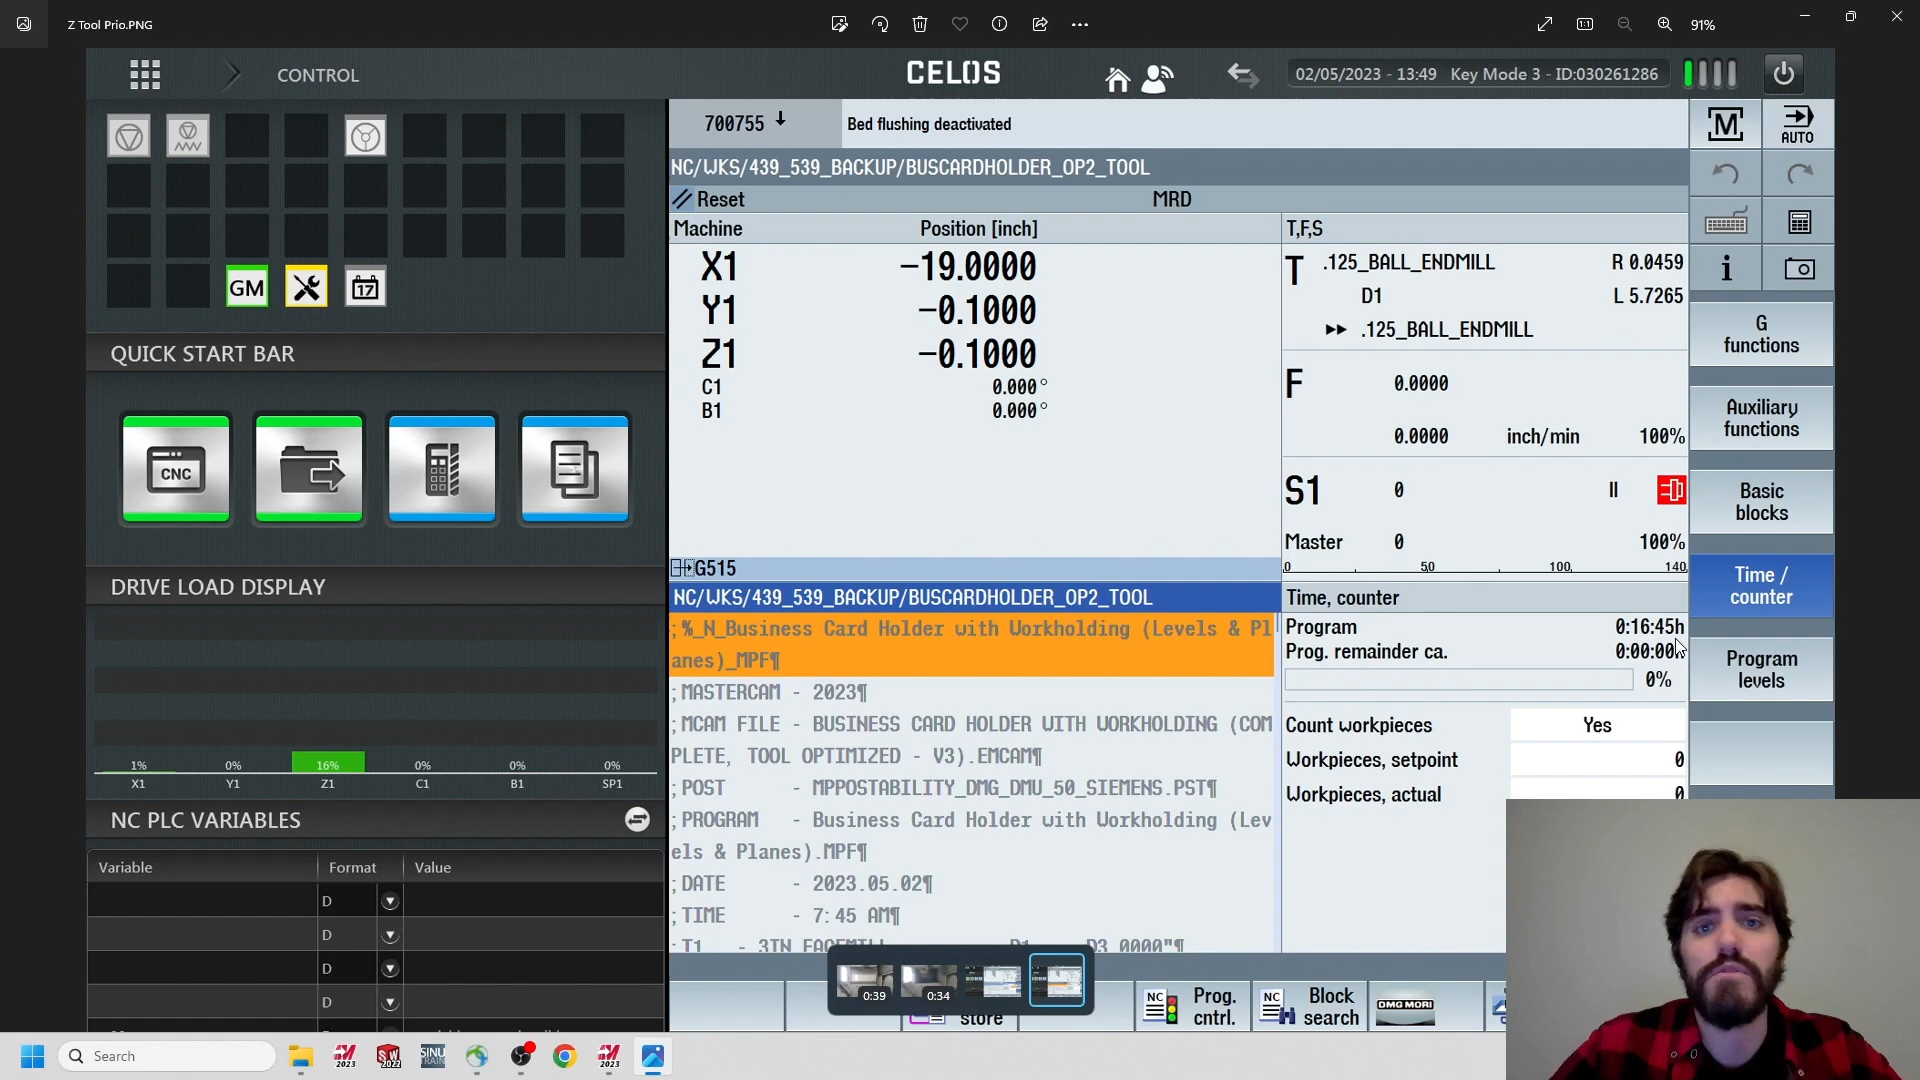 Z Tool Prio.PNG
91%
CONTROL
CELOS
02/05/2023 - 13:49 Key Mode 3 - ID:030261286
700755
Bed flushing deactivated
M
AUTO
NC/WKS/439_539_BACKUP/BUSCARDHOLDER_OP2_TOOL
Reset
MRD
Machine
Position [inch]
T,F,S
X1 -19.0000
Y1 -0.1000
Z1 -0.1000
C1 0.000 °
B1 0.000 °
T .125_BALL_ENDMILL R 0.0459
D1 L 5.7265
.125_BALL_ENDMILL
F 0.0000
0.0000 inch/min 100%
S1 0
Master 0 100%
0 50 100 140
G functions
Auxiliary functions
Basic blocks
Time / counter
Program levels
GM
17
QUICK START BAR
CNC
DRIVE LOAD DISPLAY
1% 0% 16% 0% 0% 0%
X1 Y1 Z1 C1 B1 SP1
NC PLC VARIABLES
Variable Format Value
D
D
D
D
G515
NC/WKS/439_539_BACKUP/BUSCARDHOLDER_OP2_TOOL
;%_N_Business Card Holder with Workholding (Levels & Pl
anes)_MPF¶
;MASTERCAM - 2023¶
;MCAM FILE - BUSINESS CARD HOLDER WITH WORKHOLDING (COM
PLETE, TOOL OPTIMIZED - V3).EMCAM¶
;POST - MPPOSTABILITY_DMG_DMU_50_SIEMENS.PST¶
;PROGRAM - Business Card Holder with Workholding (Lev
els & Planes).MPF¶
;DATE - 2023.05.02¶
;TIME - 7:45 AM¶
Time, counter
Program 0:16:45h
Prog. remainder ca. 0:00:00
0%
Count workpieces Yes
Workpieces, setpoint 0
Workpieces, actual 0
0:39
0:34
store
NC Prog. cntrl.
NC Block search
DMG MORI
Search
2023
SW 2022
SINU TRAIN
2023